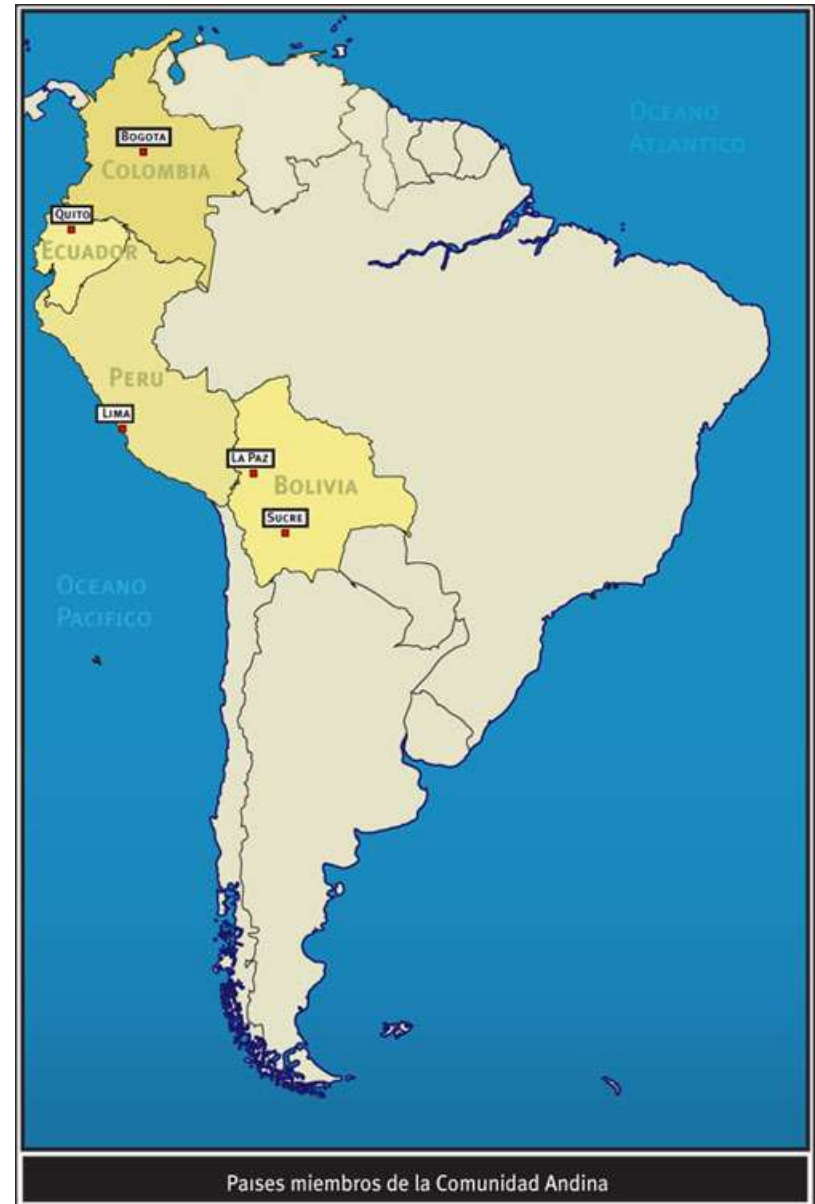 OCEANO
ATLANTICO
BOGOTA
COLOMBIA
QUITO
ECUADOR
PERU
LIMA
LA PAZ
BOLIVIA
SUCRE
OCEANO
PACIFICO
Paises miembros de la Comunidad Andina